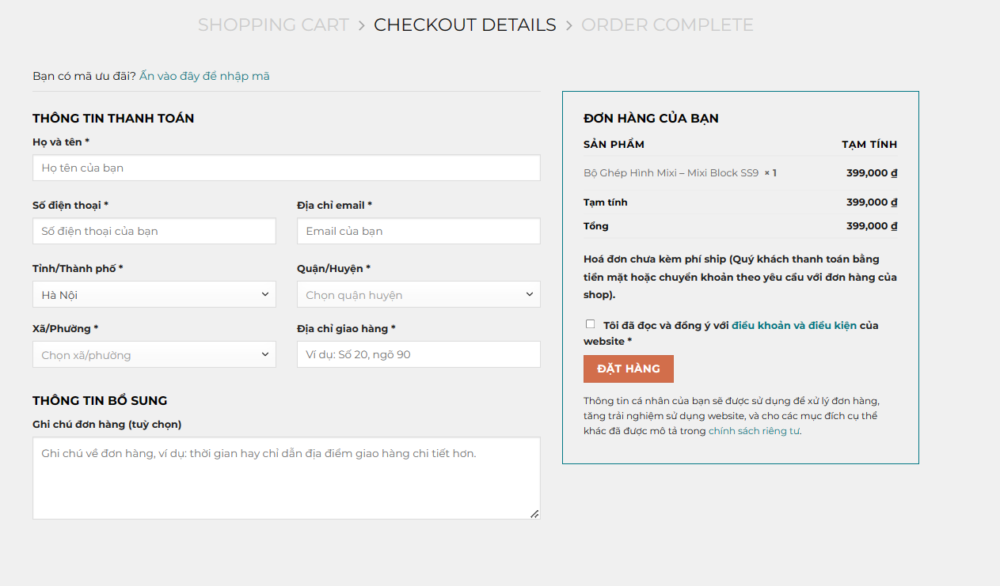 SHOPPING CART > CHECKOUT DETAILS > ORDER COMPLETE
Bạn có mã ưu đãi? Ấn vào đây để nhập mã
THÔNG TIN THANH TOÁN
Họ và tên *
Họ tên của bạn
Số điện thoại *
Địa chỉ email *
Số điện thoại của bạn
Email của bạn
Tỉnh/Thành phố *
Quận/Huyện *
Hà Nội
Chọn quận huyện
Xã/Phường *
Địa chỉ giao hàng *
Chọn xã/phường
Ví dụ: Số 20, ngõ 90
THÔNG TIN BỔ SUNG
Ghi chú đơn hàng (tuỳ chọn)
Ghi chú về đơn hàng, ví dụ: thời gian hay chỉ dẫn địa điểm giao hàng chi tiết hơn.
ĐƠN HÀNG CỦA BẠN
SẢN PHẨM TẠM TÍNH
Bộ Ghép Hình Mixi – Mixi Block SS9 × 1 399,000 ₫
Tạm tính 399,000 ₫
Tổng 399,000 ₫
Hoá đơn chưa kèm phí ship (Quý khách thanh toán bằng
tiền mặt hoặc chuyển khoản theo yêu cầu với đơn hàng của
shop).
Tôi đã đọc và đồng ý với điều khoản và điều kiện của
website *
ĐẶT HÀNG
Thông tin cá nhân của bạn sẽ được sử dụng để xử lý đơn hàng,
tăng trải nghiệm sử dụng website, và cho các mục đích cụ thể
khác đã được mô tả trong chính sách riêng tư.